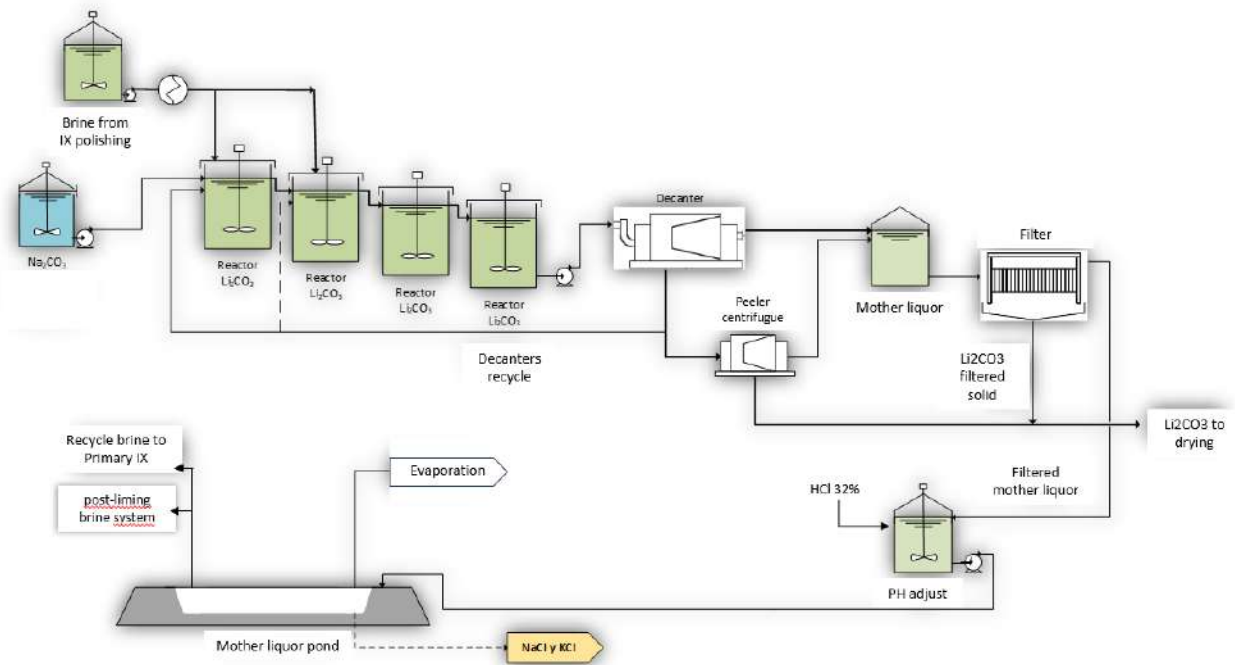 Brine from
IX polishing
Na₂CO₃
Reactor
Li₂CO₃
Reactor
Li₂CO₃
Reactor
Li₂CO₃
Reactor
Li₂CO₃
Decanter
Peeler
centrifugue
Mother liquor
Filter
Decanters
recycle
Li2CO3
filtered
solid
Li2CO3 to
drying
Recycle brine to
Primary IX
post-liming
brine system
Evaporation
HCl 32%
Filtered
mother liquor
PH adjust
Mother liquor pond
NaCl y KCl